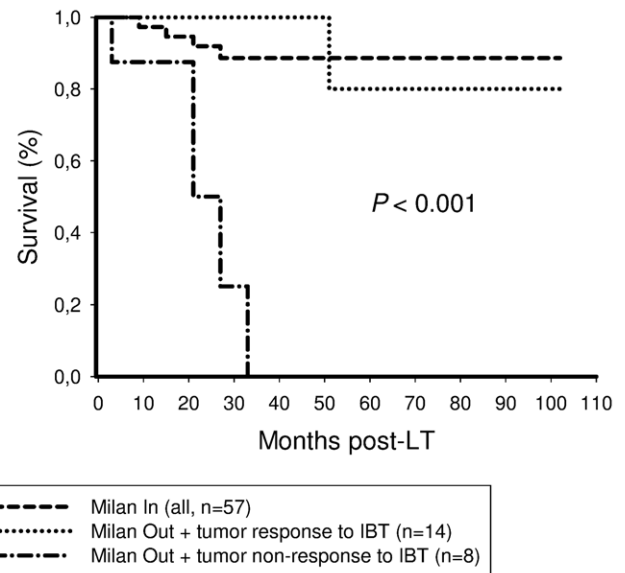 1,0
0,8
0,6
0,4
0,2
0,0
Survival (%)
P < 0.001
0 10 20 30 40 50 60 70 80 90 100 110
Months post-LT
Milan In (all, n=57)
Milan Out + tumor response to IBT (n=14)
Milan Out + tumor non-response to IBT (n=8)